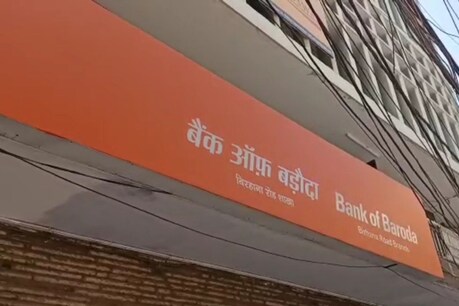 बैंक ऑफ़ बड़ौदा
बिरहाना रोड शाखा
Bank of Baroda
Birhana Road Branch